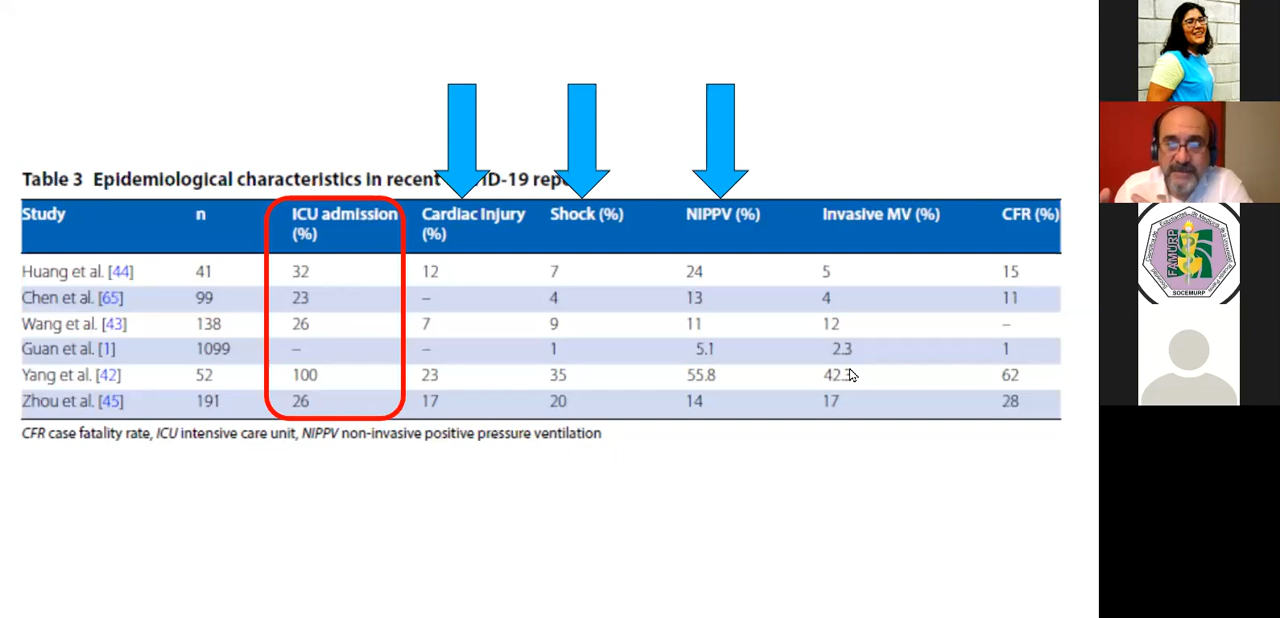 Table 3 Epidemiological characteristics in recent ID-19 repo
Study n ICU admission (%) Cardiac Injury (%) Shock (%) NIPPV (%) Invasive MV (%) CFR (%)
Huang et al. [44] 41 32 12 7 24 5 15
Chen et al. [65] 99 23 – 4 13 4 11
Wang et al. [43] 138 26 7 9 11 12 –
Guan et al. [1] 1099 – – 1 5.1 2.3 1
Yang et al. [42] 52 100 23 35 55.8 42.3 62
Zhou et al. [45] 191 26 17 20 14 17 28
CFR case fatality rate, ICU intensive care unit, NIPPV non-invasive positive pressure ventilation
FAMURP
SOCEMURP